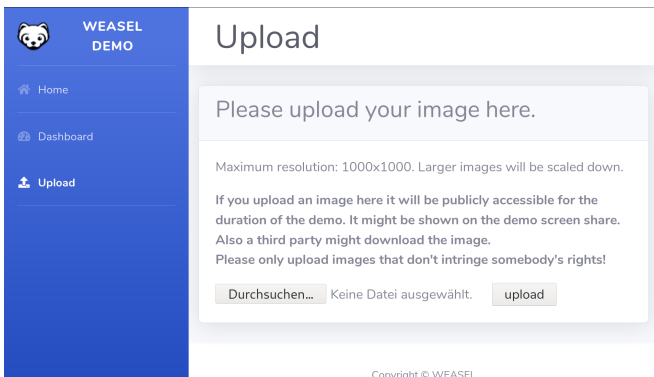 WEASEL
DEMO
Home
Dashboard
Upload
Upload
Please upload your image here.
Maximum resolution: 1000x1000. Larger images will be scaled down.
If you upload an image here it will be publicly accessible for the
duration of the demo. It might be shown on the demo screen share.
Also a third party might download the image.
Please only upload images that don't intringe somebody's rights!
Durchsuchen... Keine Datei ausgewählt. upload
Copyright © WEASEL